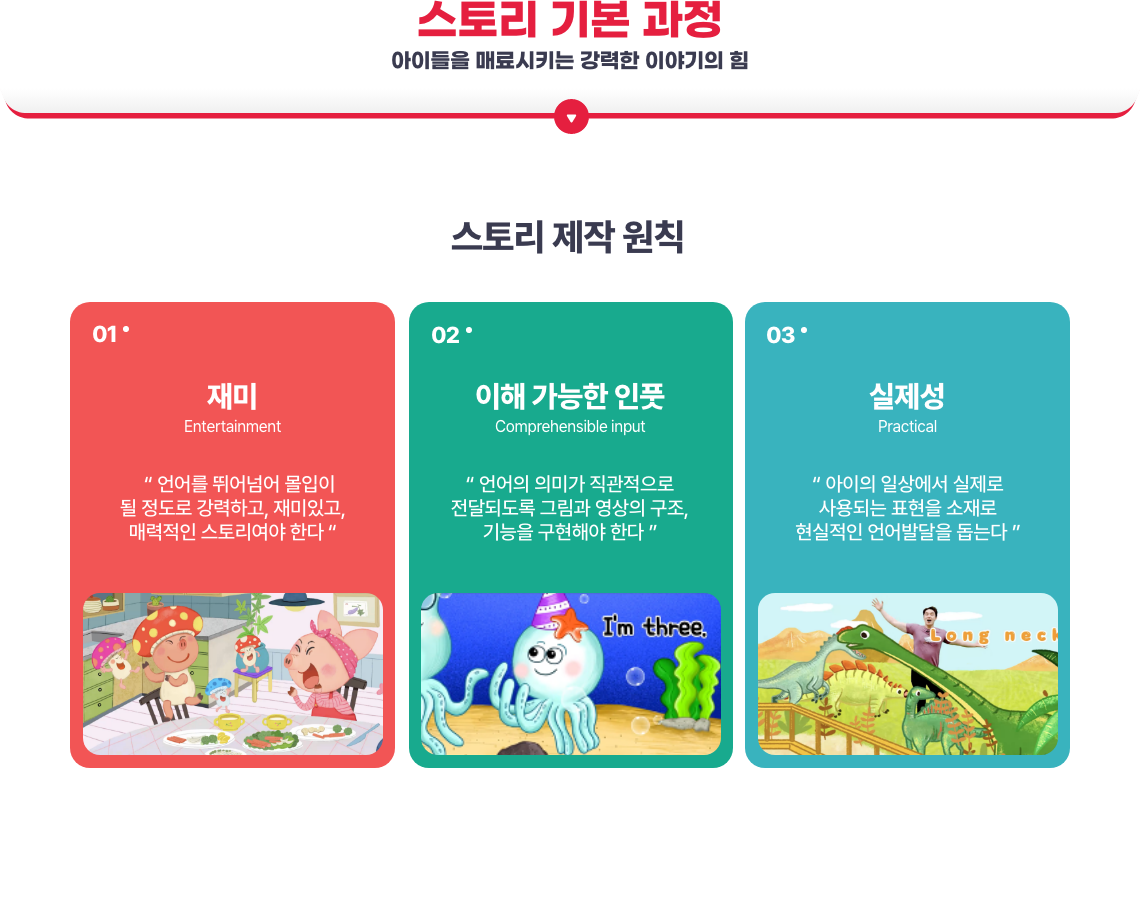 스토리 기본 과정
아이들을 매료시키는 강력한 이야기의 힘
스토리 제작 원칙
01
재미
Entertainment
“ 언어를 뛰어넘어 몰입이
될 정도로 강력하고, 재미있고,
매력적인 스토리여야 한다 “
02
이해 가능한 인풋
Comprehensible input
“ 언어의 의미가 직관적으로
전달되도록 그림과 영상의 구조,
기능을 구현해야 한다 ”
I'm three.
03
실제성
Practical
“ 아이의 일상에서 실제로
사용되는 표현을 소재로
현실적인 언어발달을 돕는다 ”
Long neck